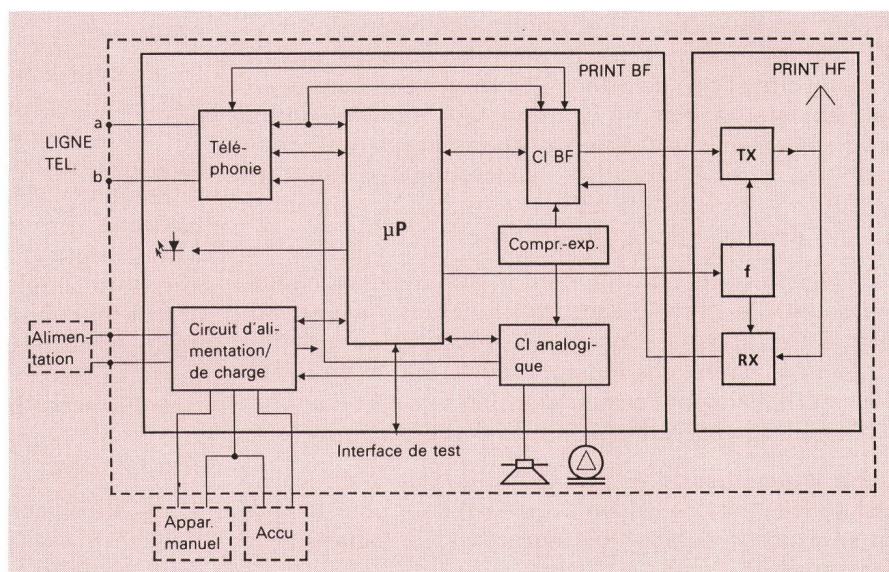 PRINT BF
PRINT HF
a
LIGNE
TEL.
b
Télé-
phonie
µP
CI BF
TX
Compr.-exp.
f
Alimen-
tation
Circuit d'ali-
mentation/
de charge
CI analogi-
que
RX
Interface de test
Appar.
manuel
Accu